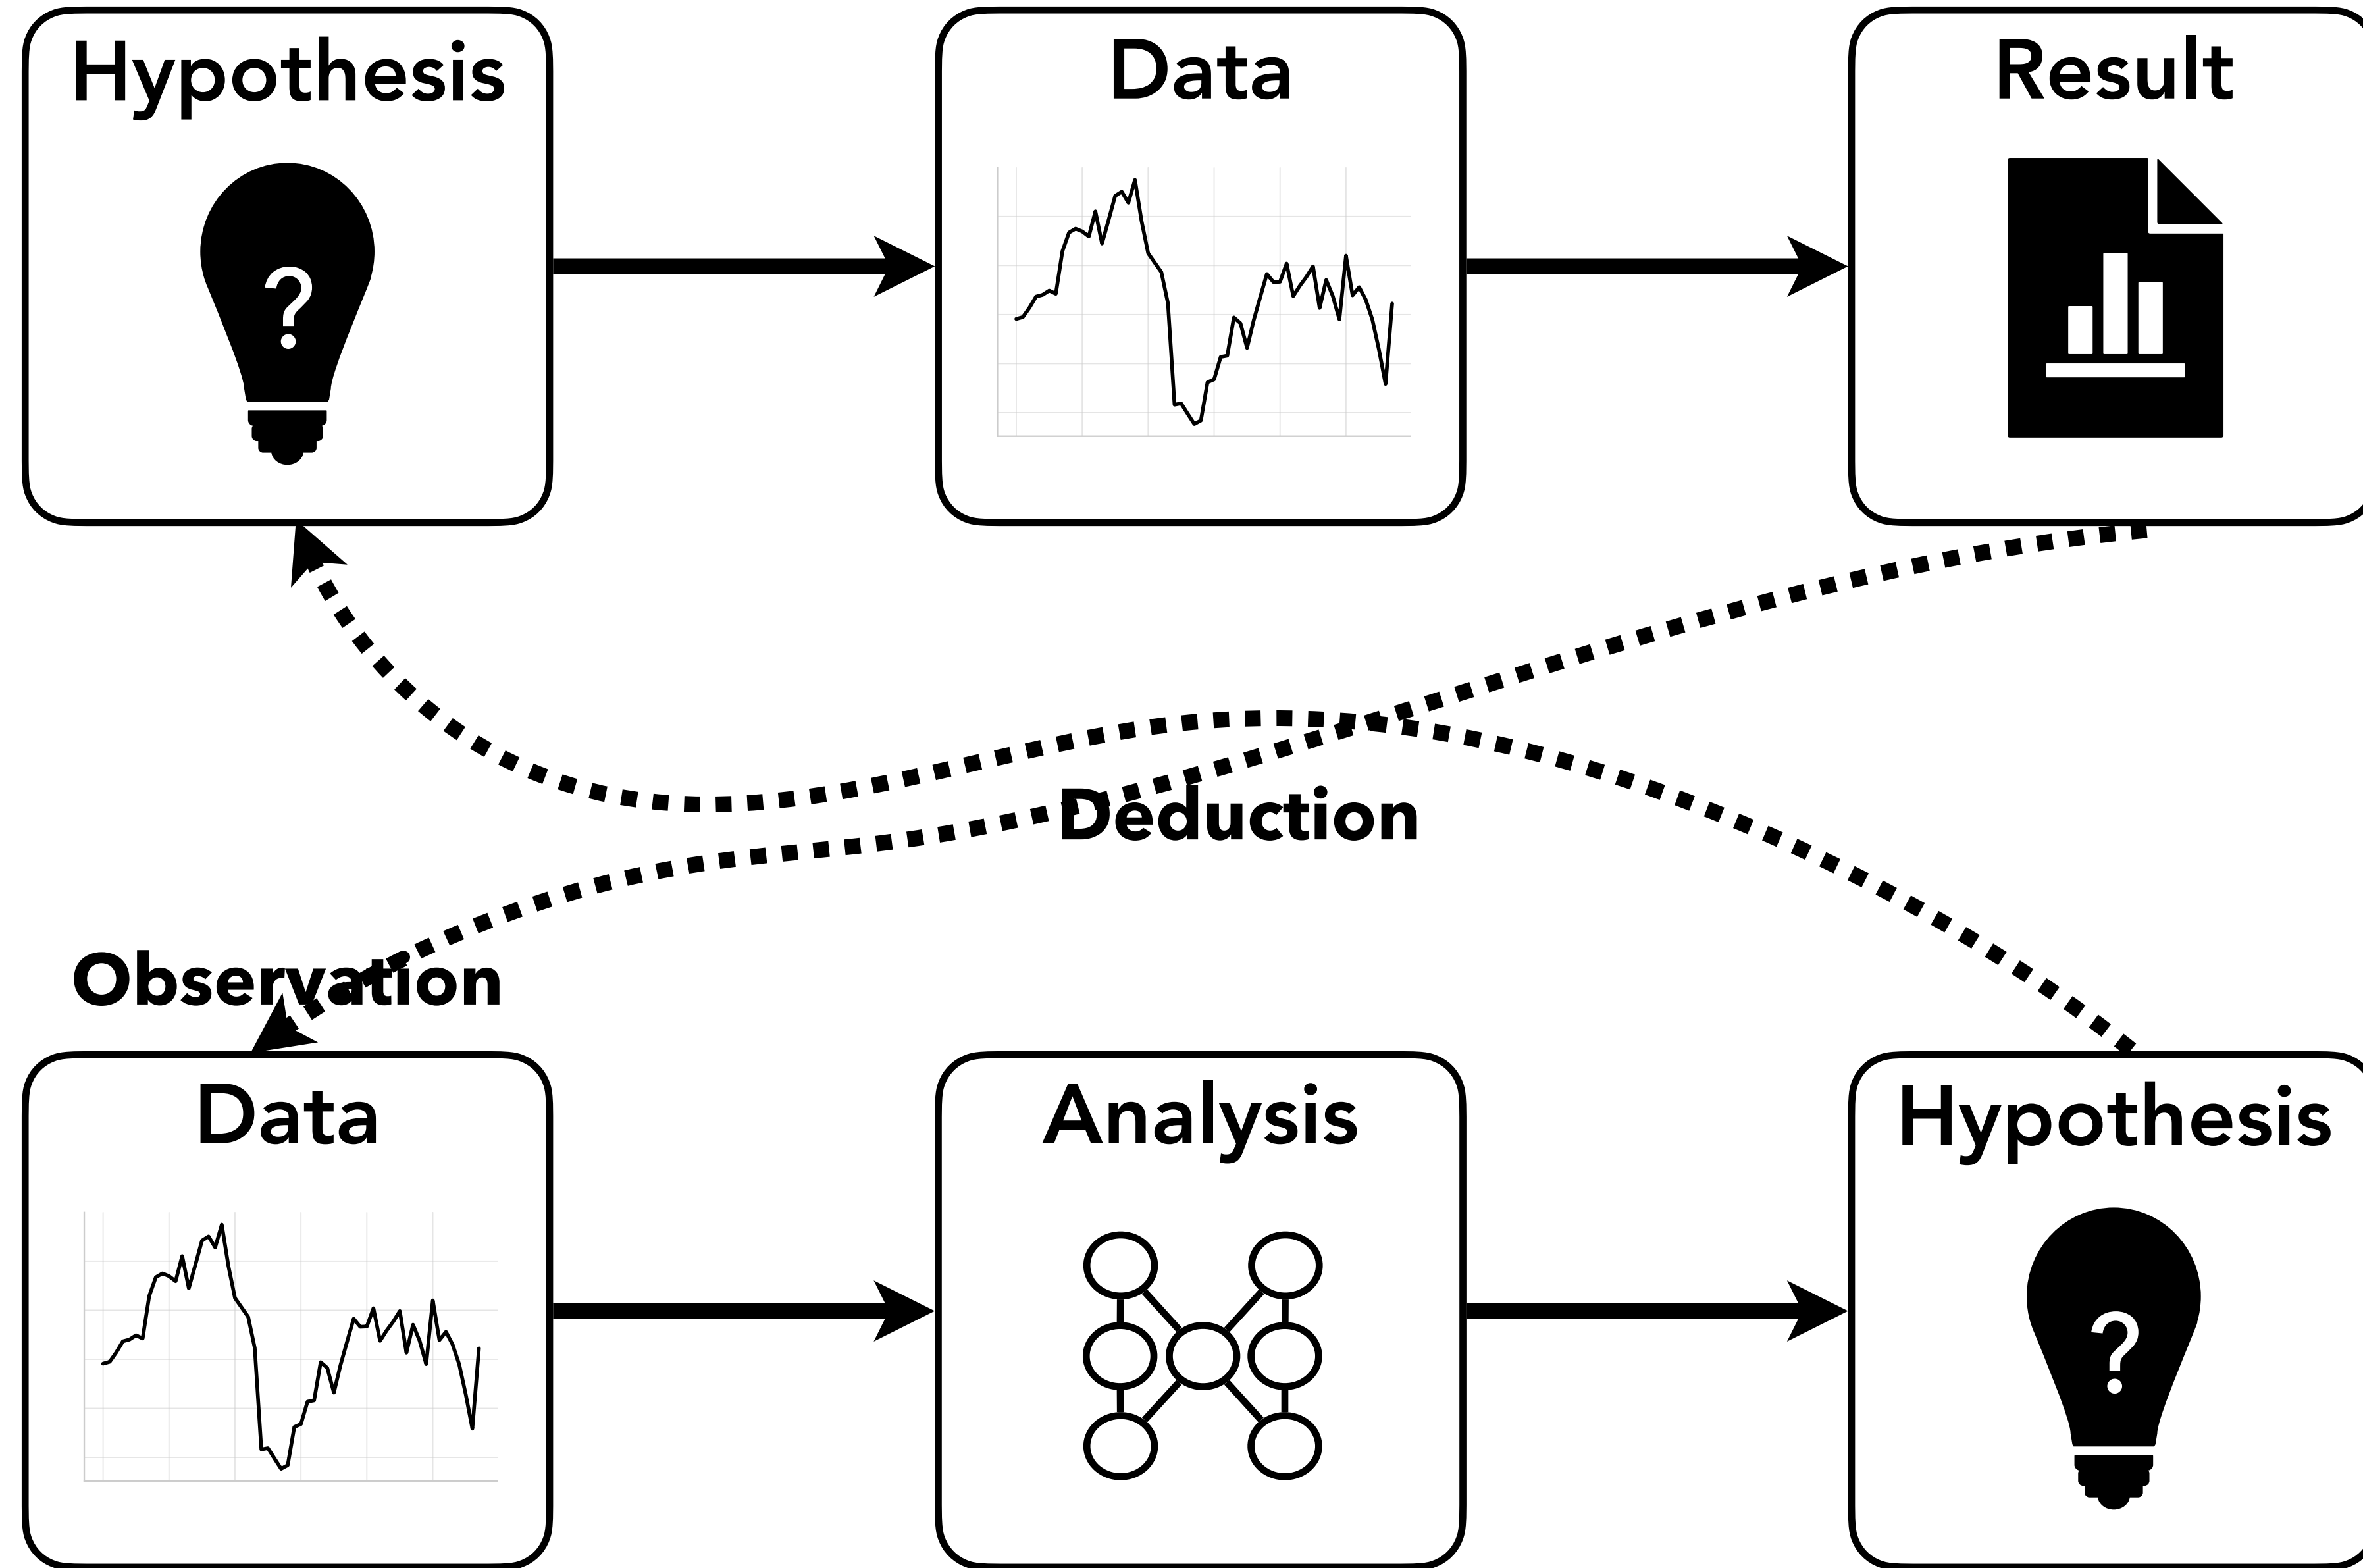 Hypothesis
Data
Result
?
Deduction
Observation
Data
Analysis
Hypothesis
?